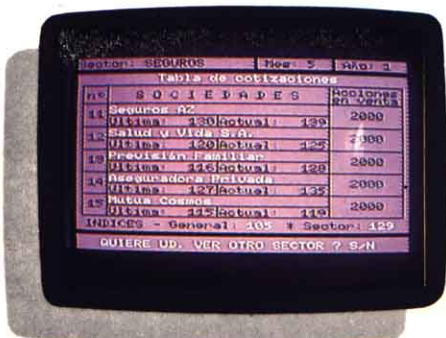 Sector: SEGUROS Mes: 5 Año: 1
Tabla de cotizaciones
nº SOCIEDADES Acciones en venta
11 Seguros AZ
Ultima: 130 Actual: 139 2000
12 Salud y Vida S.A.
Ultima: 120 Actual: 125 2000
13 Previsión Familiar
Ultima: 116 Actual: 128 2000
14 Aseguradora Privada
Ultima: 127 Actual: 135 2000
15 Mutua Cosmos
Ultima: 115 Actual: 119 2000
INDICES - General: 105 * Sector: 129
QUIERE UD. VER OTRO SECTOR ? S/N